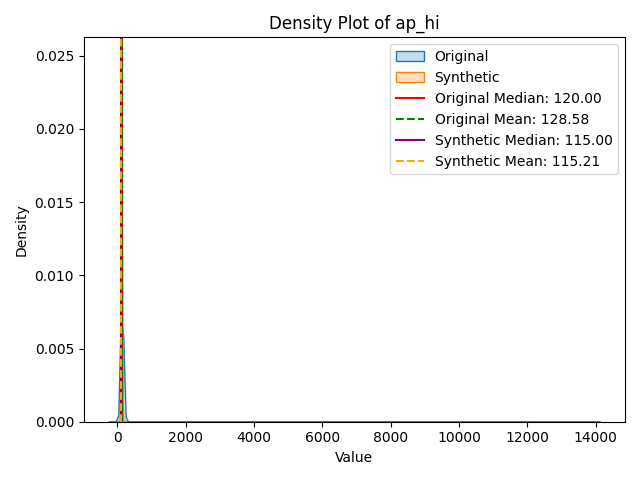 Density Plot of ap_hi
Original
Synthetic
Original Median: 120.00
Original Mean: 128.58
Synthetic Median: 115.00
Synthetic Mean: 115.21
Density
0.025
0.020
0.015
0.010
0.005
0.000
0 2000 4000 6000 8000 10000 12000 14000
Value